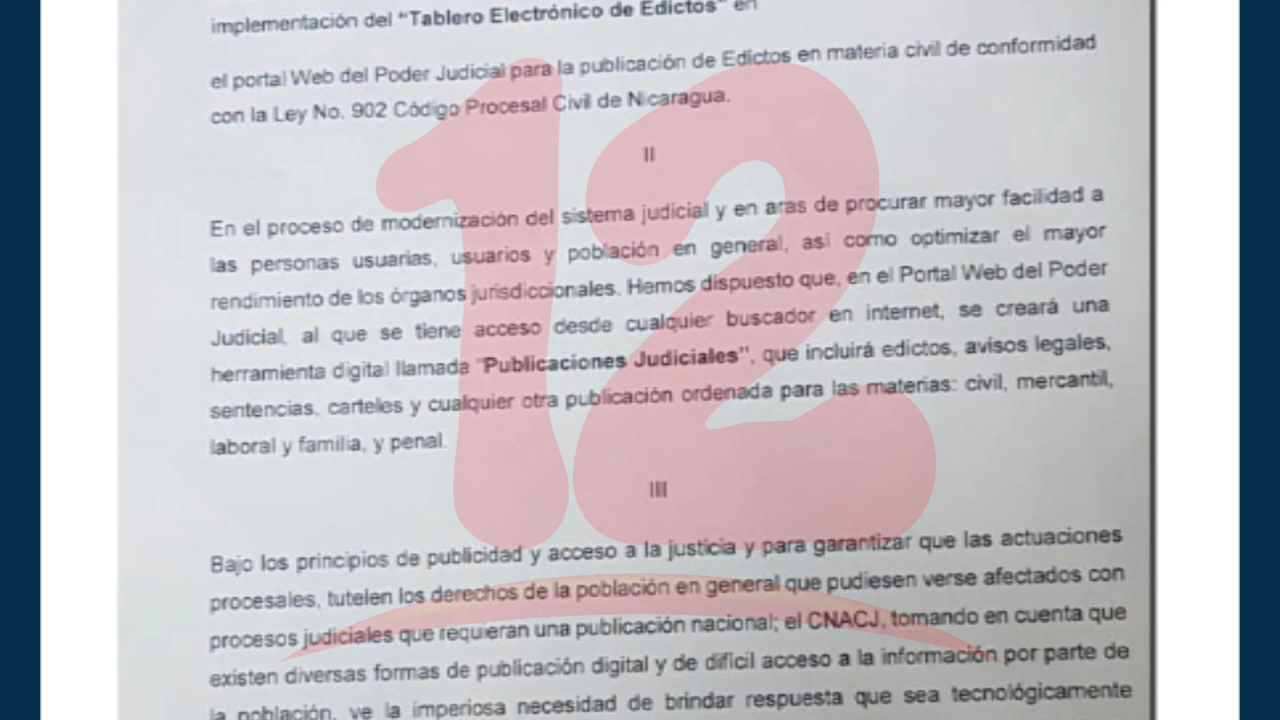 implementación del “Tablero Electrónico de Edictos” en
el portal Web del Poder Judicial para la publicación de Edictos en materia civil de conformidad
con la Ley No. 902 Código Procesal Civil de Nicaragua.
II
En el proceso de modernización del sistema judicial y en aras de procurar mayor facilidad a
las personas usuarias, usuarios y población en general, así como optimizar el mayor
rendimiento de los órganos jurisdiccionales. Hemos dispuesto que, en el Portal Web del Poder
Judicial, al que se tiene acceso desde cualquier buscador en internet, se creará una
herramienta digital llamada “Publicaciones Judiciales”, que incluirá edictos, avisos legales,
sentencias, carteles y cualquier otra publicación ordenada para las materias: civil, mercantil,
laboral y familia, y penal.
III
Bajo los principios de publicidad y acceso a la justicia y para garantizar que las actuaciones
procesales, tutelen los derechos de la población en general que pudiesen verse afectados con
procesos judiciales que requieran una publicación nacional; el CNACJ, tomando en cuenta que
existen diversas formas de publicación digital y de difícil acceso a la información por parte de
la población, ve la imperiosa necesidad de brindar respuesta que sea tecnológicamente
12